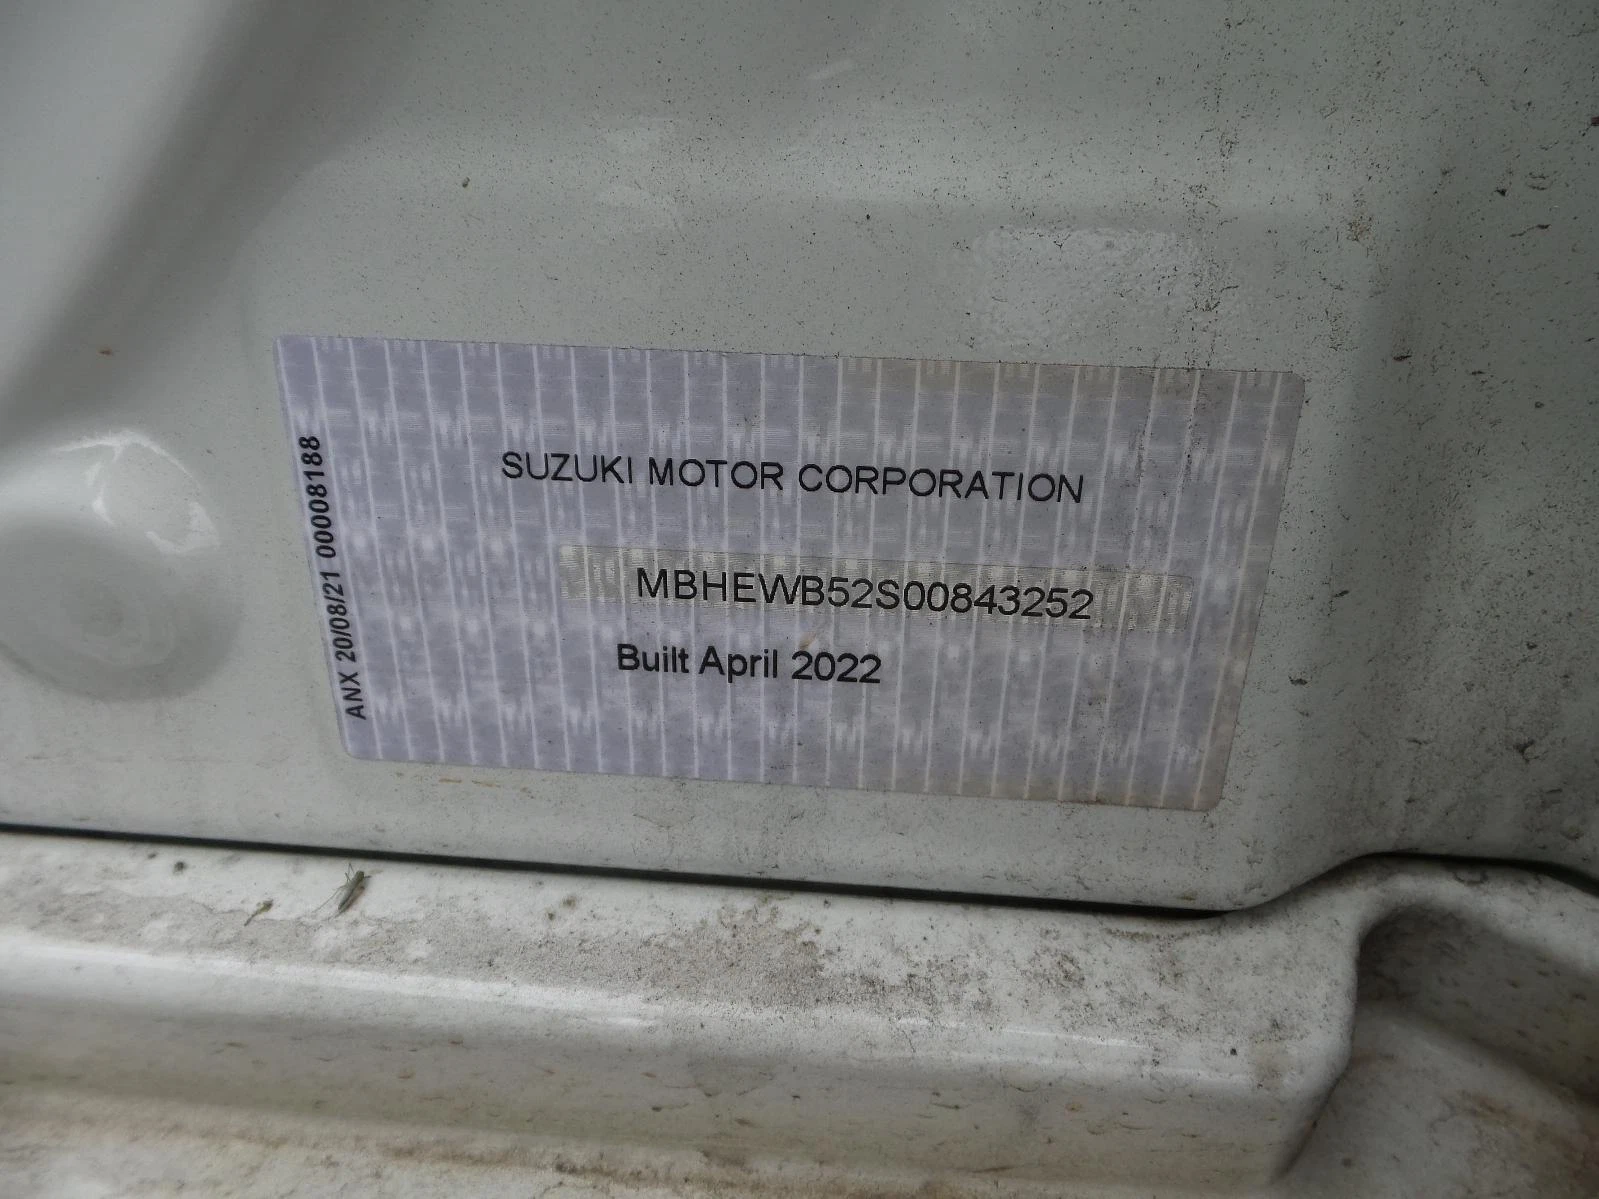 SUZUKI MOTOR CORPORATION
MBHEWB52S00843252
Built April 2022
ANX 20/08/21 00008188